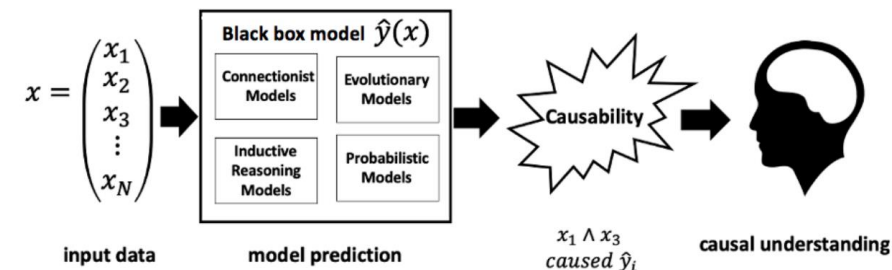 x = (x₁
x₂
x₃
⋮
x_N)
Black box model ŷ(x)
Connectionist
Models
Evolutionary
Models
Inductive
Reasoning
Models
Probabilistic
Models
Causability
input data
model prediction
x₁ ∧ x₃
caused ŷᵢ
causal understanding